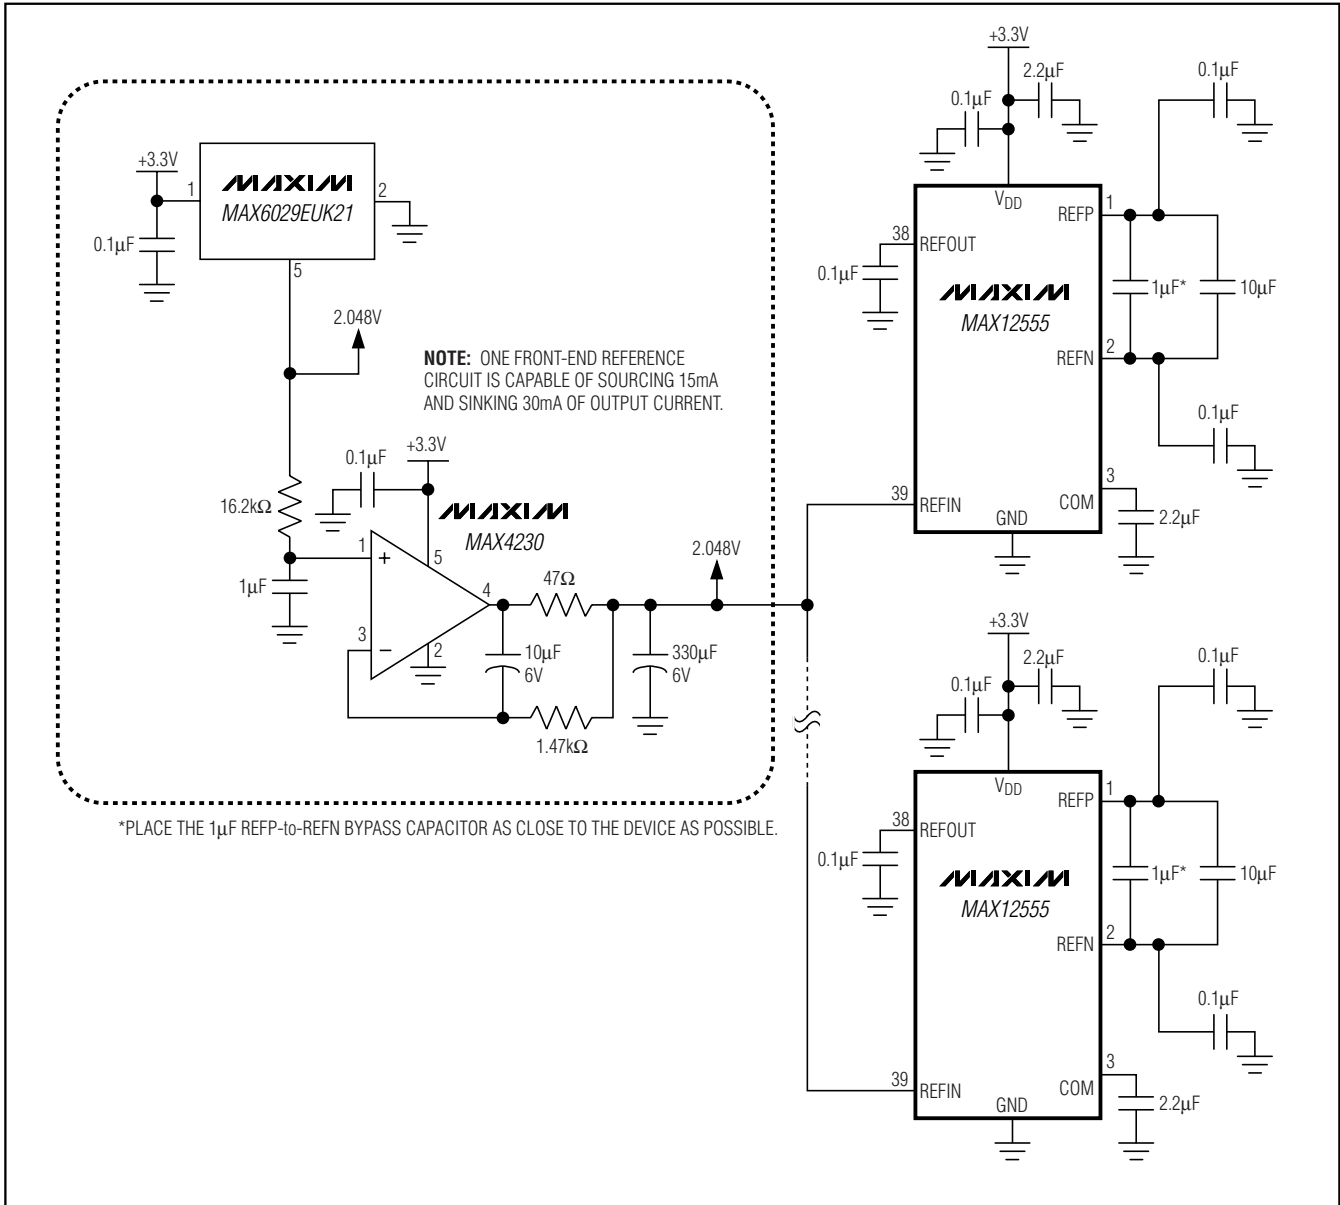 +3.3V
1
0.1µF
MAXIM
MAX6029EUK21
2
5
2.048V
NOTE: ONE FRONT-END REFERENCE
CIRCUIT IS CAPABLE OF SOURCING 15mA
AND SINKING 30mA OF OUTPUT CURRENT.
16.2kΩ
1µF
0.1µF
+3.3V
MAXIM
MAX4230
1
+
5
3
−
2
4
47Ω
10µF
6V
1.47kΩ
330µF
6V
2.048V
*PLACE THE 1µF REFP-to-REFN BYPASS CAPACITOR AS CLOSE TO THE DEVICE AS POSSIBLE.
+3.3V
0.1µF
2.2µF
0.1µF
VDD
REFP
1
38
REFOUT
0.1µF
MAXIM
MAX12555
1µF*
10µF
REFN
2
0.1µF
39
REFIN
GND
COM
3
2.2µF
+3.3V
0.1µF
2.2µF
0.1µF
VDD
REFP
1
38
REFOUT
0.1µF
MAXIM
MAX12555
1µF*
10µF
REFN
2
0.1µF
39
REFIN
GND
COM
3
2.2µF